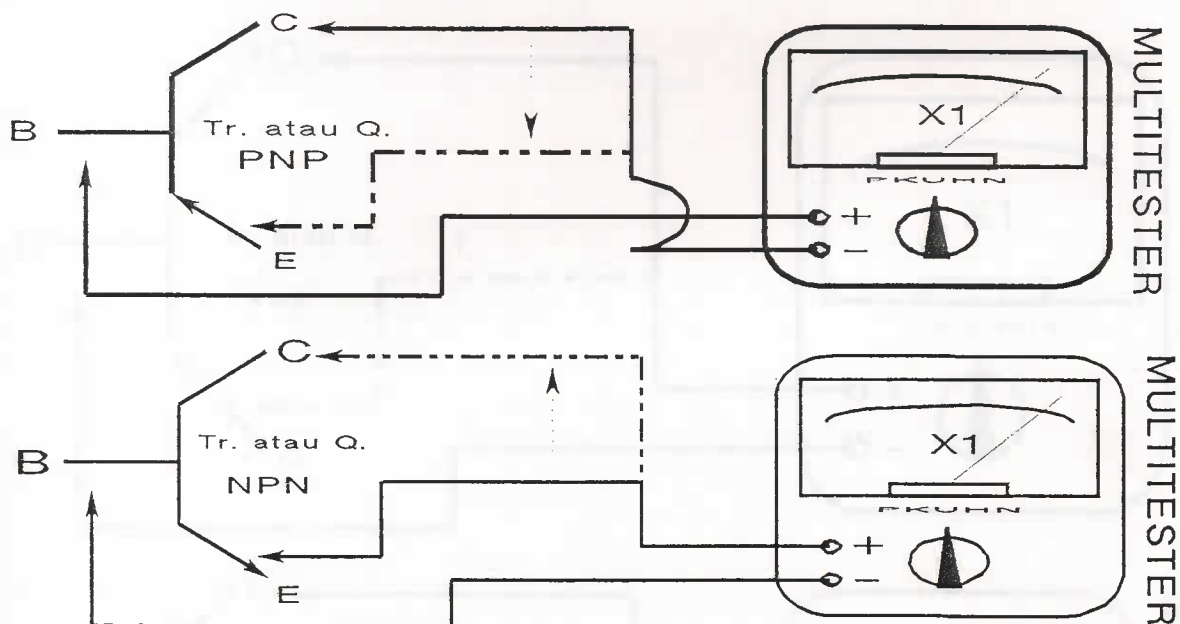 C
B
Tr. atau Q.
PNP
E
X1
+
−
MULTITESTER
C
B
Tr. atau Q.
NPN
E
X1
+
−
MULTITESTER